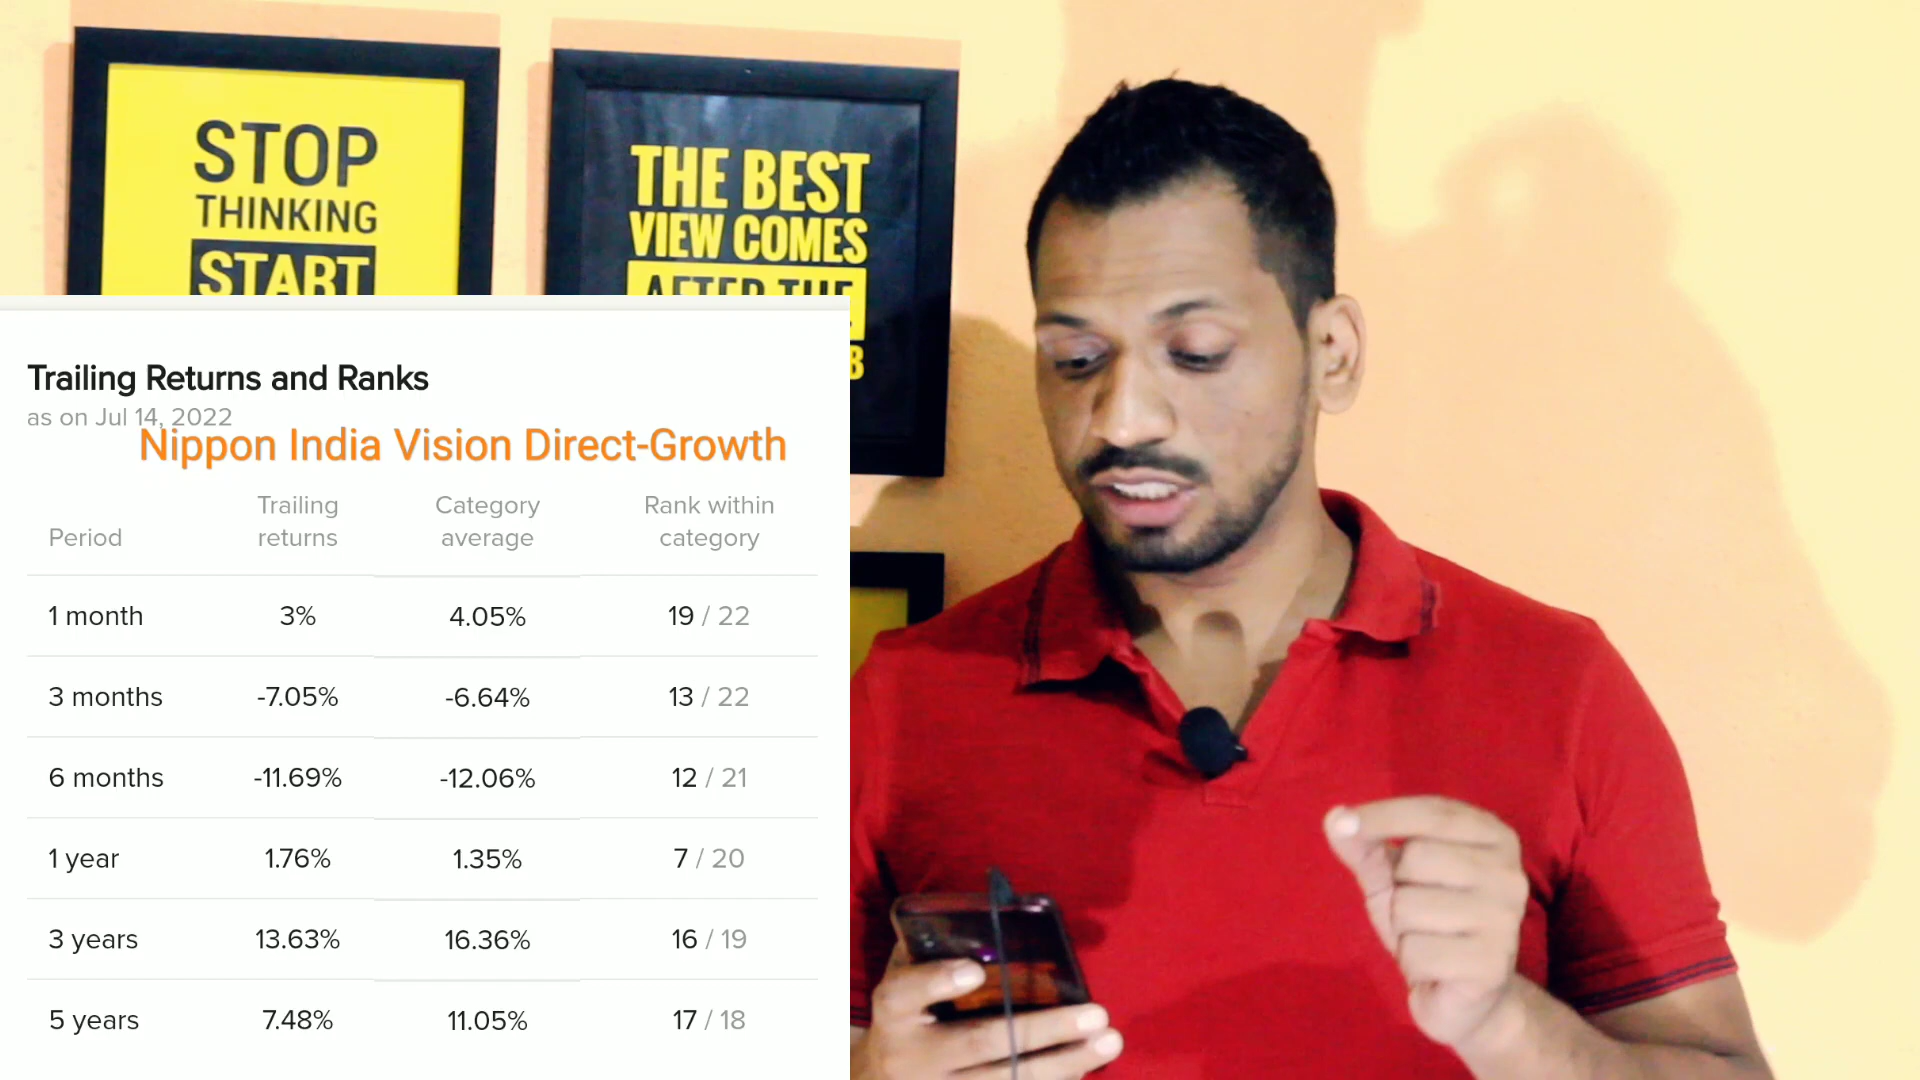 STOP
THINKING
START
THE BEST
VIEW COMES
AFTER THE
B
Trailing Returns and Ranks
as on Jul 14, 2022
Nippon India Vision Direct-Growth
Period Trailing returns Category average Rank within category
1 month 3% 4.05% 19 / 22
3 months -7.05% -6.64% 13 / 22
6 months -11.69% -12.06% 12 / 21
1 year 1.76% 1.35% 7 / 20
3 years 13.63% 16.36% 16 / 19
5 years 7.48% 11.05% 17 / 18